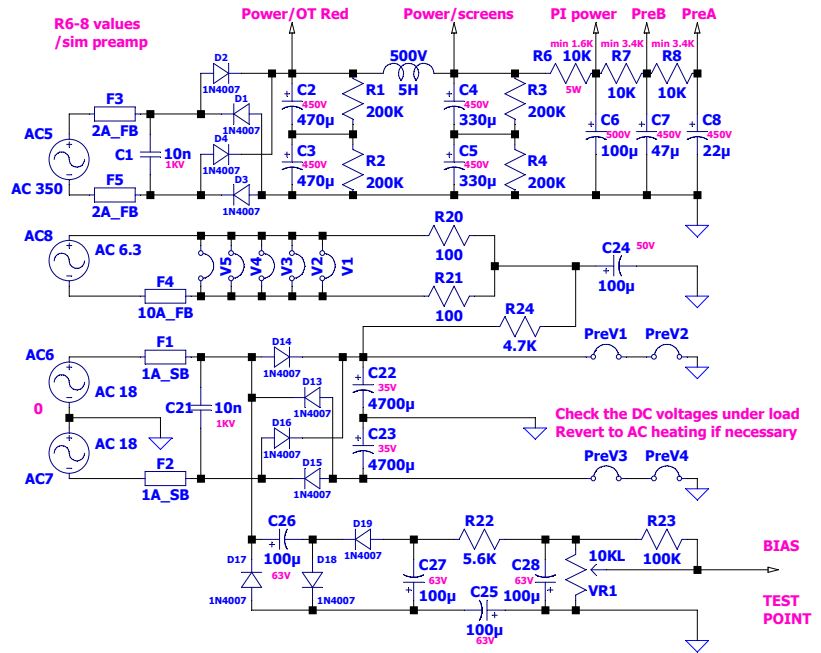 R6-8 values
/sim preamp
Power/OT Red
Power/screens
PI power
PreB
PreA
D2
1N4007
500V
5H
min 1.6K
min 3.4K
min 3.4K
R6
10K
5W
R7
10K
R8
10K
F3
2A_FB
D1
1N4007
C2
450V
470µ
R1
200K
C4
450V
330µ
R3
200K
AC5
AC 350
C1
10n
1KV
D4
1N4007
C3
450V
470µ
R2
200K
C5
450V
330µ
R4
200K
C6
500V
100µ
C7
450V
47µ
C8
450V
22µ
F5
2A_FB
D3
1N4007
AC8
AC 6.3
F4
10A_FB
V5
V4
V3
V2
V1
R20
100
R21
100
C24
50V
100µ
R24
4.7K
F1
1A_SB
D14
1N4007
PreV1
PreV2
AC6
AC 18
0
AC 18
AC7
C21
10n
1KV
D13
1N4007
D16
1N4007
C22
35V
4700µ
C23
35V
4700µ
Check the DC voltages under load
Revert to AC heating if necessary
F2
1A_SB
D15
1N4007
PreV3
PreV4
C26
100µ
63V
D19
1N4007
R22
5.6K
R23
100K
D17
1N4007
D18
1N4007
C27
63V
100µ
C25
100µ
63V
C28
63V
100µ
10KL
VR1
BIAS
TEST
POINT